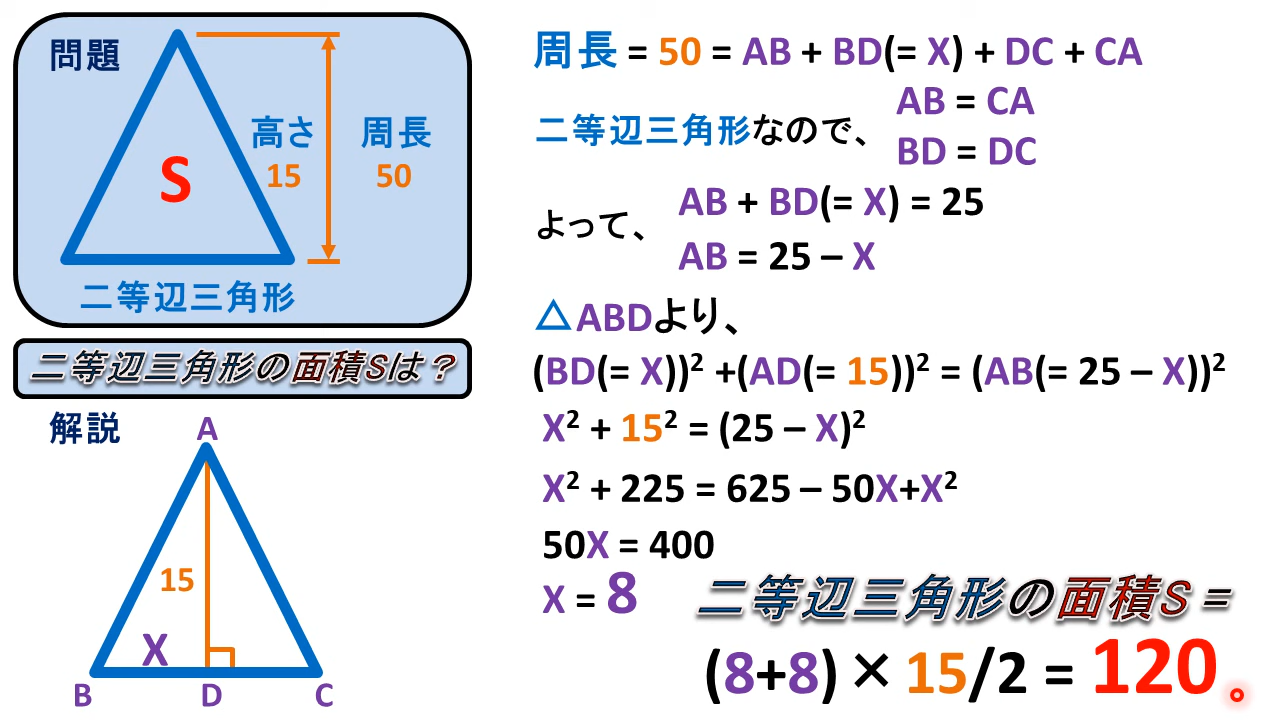 問題
S
高さ
15
周長
50
二等辺三角形
二等辺三角形の面積Sは?
解説
A
15
X
B
D
C
周長 = 50 = AB + BD(= X) + DC + CA
二等辺三角形なので、
AB = CA
BD = DC
よって、
AB + BD(= X) = 25
AB = 25 – X
△ABDより、
(BD(= X))² +(AD(= 15))² = (AB(= 25 – X))²
X² + 15² = (25 – X)²
X² + 225 = 625 – 50X+X²
50X = 400
X = 8
二等辺三角形の面積S =
(8+8) × 15/2 = 120。